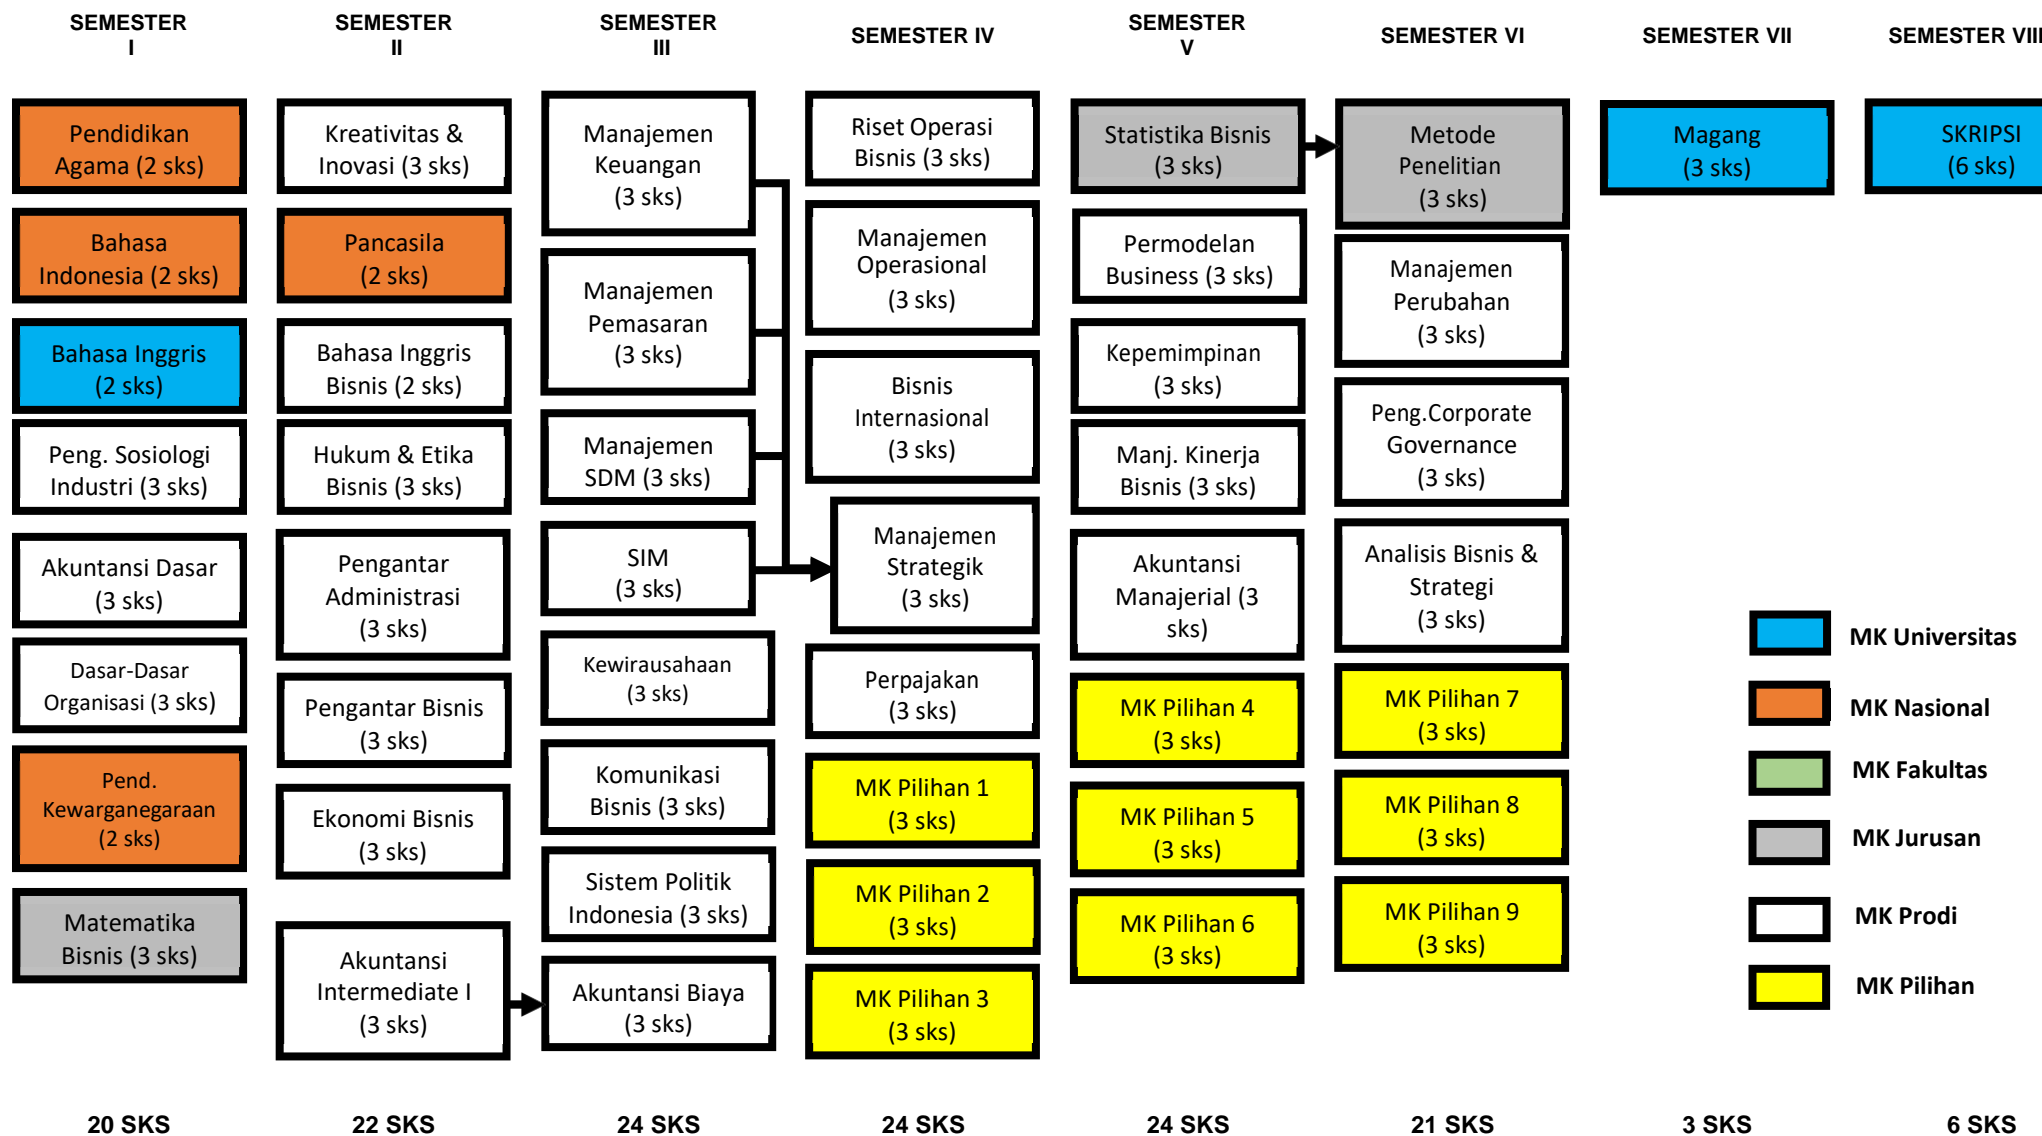 SEMESTER
I
Pendidikan
Agama (2 sks)
Bahasa
Indonesia (2 sks)
Bahasa Inggris
(2 sks)
Peng. Sosiologi
Industri (3 sks)
Akuntansi Dasar
(3 sks)
Dasar-Dasar
Organisasi (3 sks)
Pend.
Kewarganegaraan
(2 sks)
Matematika
Bisnis (3 sks)
20 SKS
SEMESTER
II
Kreativitas &
Inovasi (3 sks)
Pancasila
(2 sks)
Bahasa Inggris
Bisnis (2 sks)
Hukum & Etika
Bisnis (3 sks)
Pengantar
Administrasi
(3 sks)
Pengantar Bisnis
(3 sks)
Ekonomi Bisnis
(3 sks)
Akuntansi
Intermediate I
(3 sks)
22 SKS
SEMESTER
III
Manajemen
Keuangan
(3 sks)
Manajemen
Pemasaran
(3 sks)
Manajemen
SDM (3 sks)
SIM
(3 sks)
Kewirausahaan
(3 sks)
Komunikasi
Bisnis (3 sks)
Sistem Politik
Indonesia (3 sks)
Akuntansi Biaya
(3 sks)
24 SKS
SEMESTER IV
Riset Operasi
Bisnis (3 sks)
Manajemen
Operasional
(3 sks)
Bisnis
Internasional
(3 sks)
Manajemen
Strategik
(3 sks)
Perpajakan
(3 sks)
MK Pilihan 1
(3 sks)
MK Pilihan 2
(3 sks)
MK Pilihan 3
(3 sks)
24 SKS
SEMESTER
V
Statistika Bisnis
(3 sks)
Permodelan
Business (3 sks)
Kepemimpinan
(3 sks)
Manj. Kinerja
Bisnis (3 sks)
Akuntansi
Manajerial (3
sks)
MK Pilihan 4
(3 sks)
MK Pilihan 5
(3 sks)
MK Pilihan 6
(3 sks)
24 SKS
SEMESTER VI
Metode
Penelitian
(3 sks)
Manajemen
Perubahan
(3 sks)
Peng.Corporate
Governance
(3 sks)
Analisis Bisnis &
Strategi
(3 sks)
MK Pilihan 7
(3 sks)
MK Pilihan 8
(3 sks)
MK Pilihan 9
(3 sks)
21 SKS
SEMESTER VII
Magang
(3 sks)
3 SKS
SEMESTER VIII
SKRIPSI
(6 sks)
6 SKS
MK Universitas
MK Nasional
MK Fakultas
MK Jurusan
MK Prodi
MK Pilihan